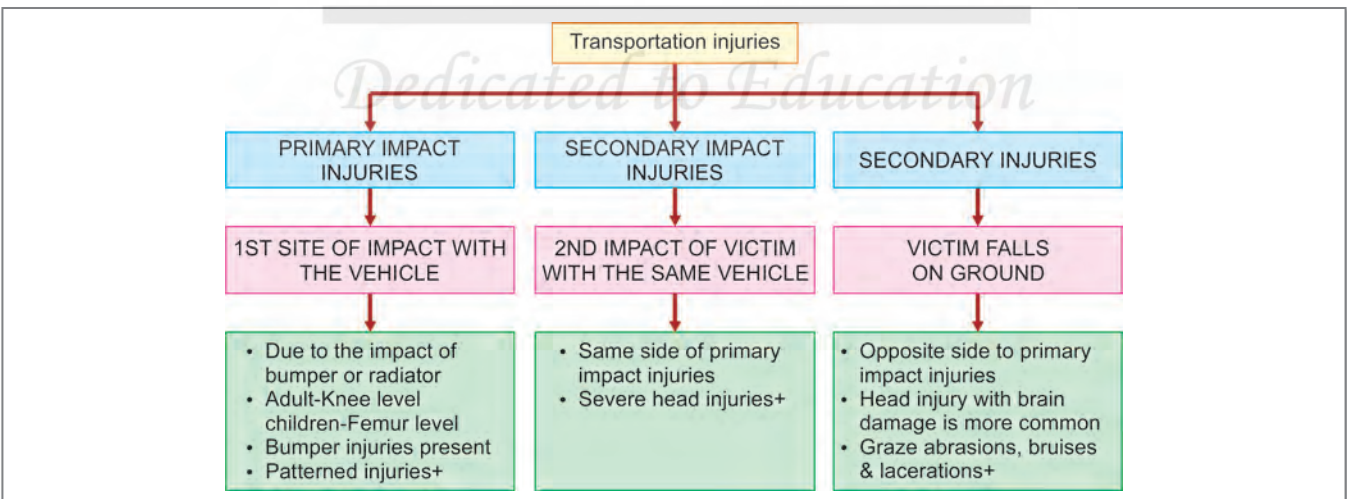 Transportation injuries
Dedicated to Education
PRIMARY IMPACT
INJURIES
SECONDARY IMPACT
INJURIES
SECONDARY INJURIES
1ST SITE OF IMPACT WITH
THE VEHICLE
2ND IMPACT OF VICTIM
WITH THE SAME VEHICLE
VICTIM FALLS
ON GROUND
• Due to the impact of
bumper or radiator
• Adult-Knee level
children-Femur level
• Bumper injuries present
• Patterned injuries+
• Same side of primary
impact injuries
• Severe head injuries+
• Opposite side to primary
impact injuries
• Head injury with brain
damage is more common
• Graze abrasions, bruises
& lacerations+